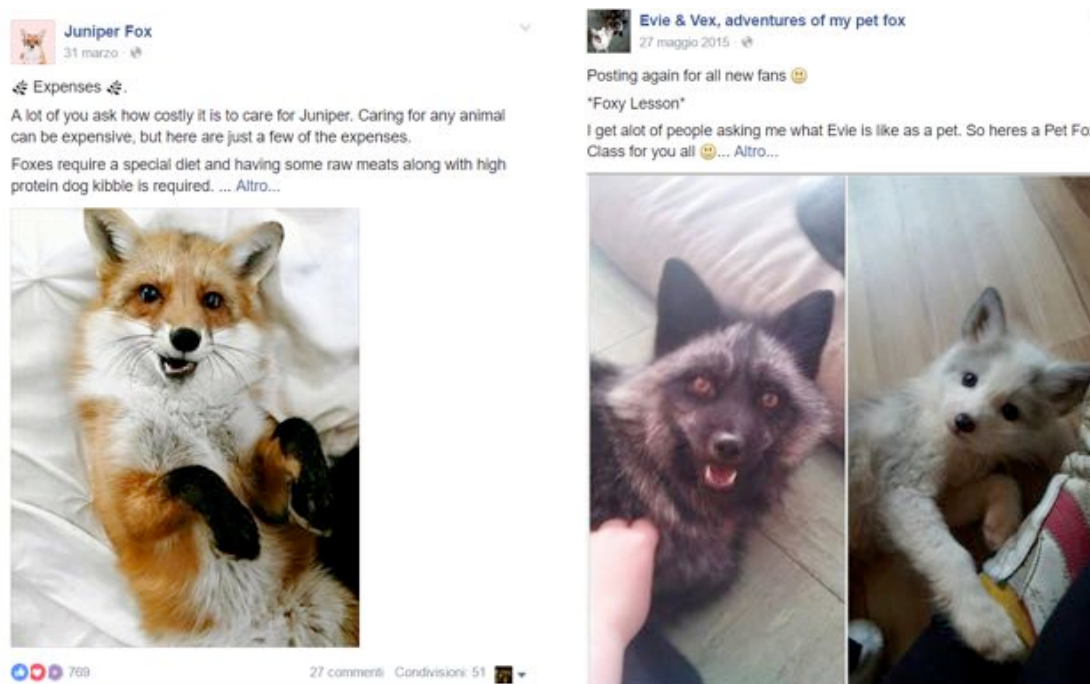 Juniper Fox
31 marzo
Expenses .
A lot of you ask how costly it is to care for Juniper. Caring for any animal
can be expensive, but here are just a few of the expenses.
Foxes require a special diet and having some raw meats along with high
protein dog kibble is required. ... Altro...
769
27 commenti Condivisioni: 51
Evie & Vex, adventures of my pet fox
27 maggio 2015
Posting again for all new fans
*Foxy Lesson*
I get alot of people asking me what Evie is like as a pet. So heres a Pet Fo
Class for you all ... Altro...